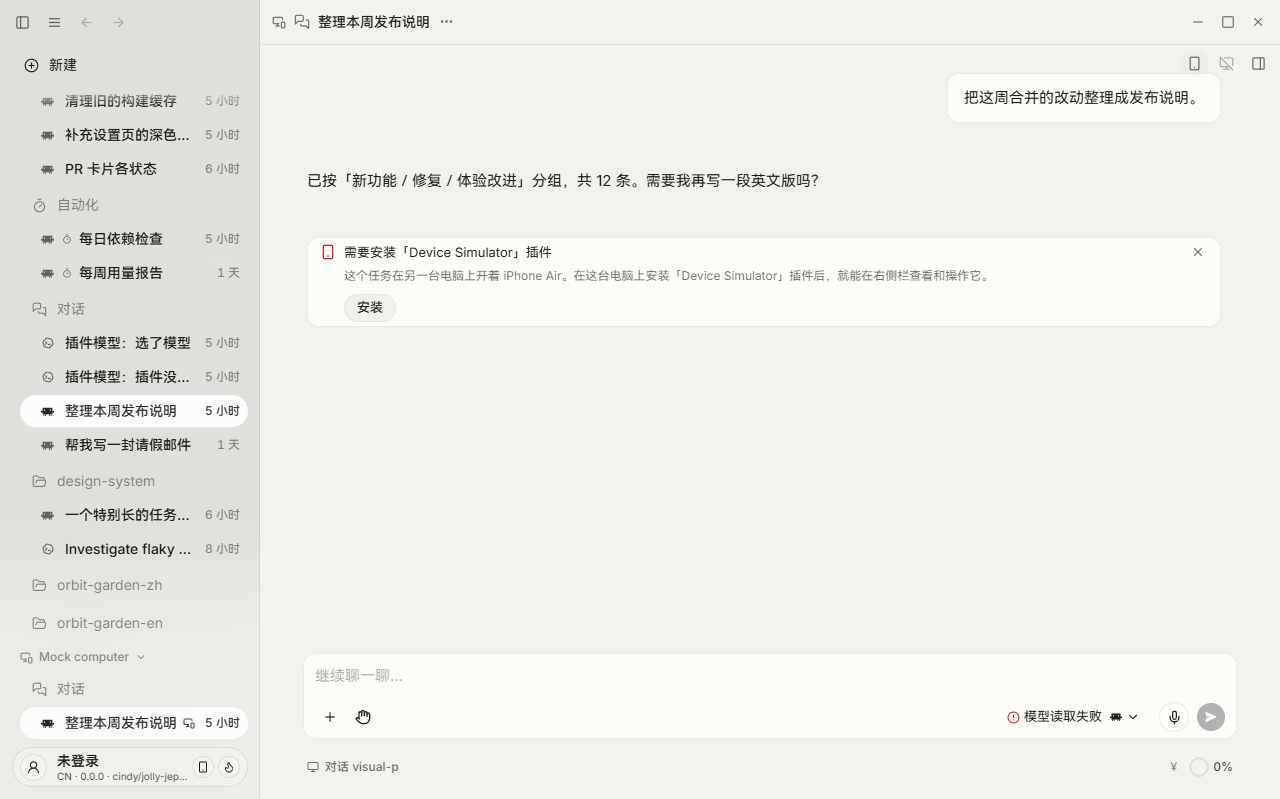 整理本周发布说明
新建
清理旧的构建缓存 5 小时
补充设置页的深色... 5 小时
PR 卡片各状态 6 小时
自动化
每日依赖检查 5 小时
每周用量报告 1 天
对话
插件模型：选了模型 5 小时
插件模型：插件没... 5 小时
整理本周发布说明 5 小时
帮我写一封请假邮件 1 天
design-system
一个特别长的任务... 6 小时
Investigate flaky ... 8 小时
orbit-garden-zh
orbit-garden-en
Mock computer
对话
整理本周发布说明 5 小时
未登录
CN · 0.0.0 · cindy/jolly-jep...
把这周合并的改动整理成发布说明。
已按「新功能 / 修复 / 体验改进」分组，共 12 条。需要我再写一段英文版吗？
需要安装「Device Simulator」插件
这个任务在另一台电脑上开着 iPhone Air。在这台电脑上安装「Device Simulator」插件后，就能在右侧栏查看和操作它。
安装
继续聊一聊...
模型读取失败
对话 visual-p
¥ 0%